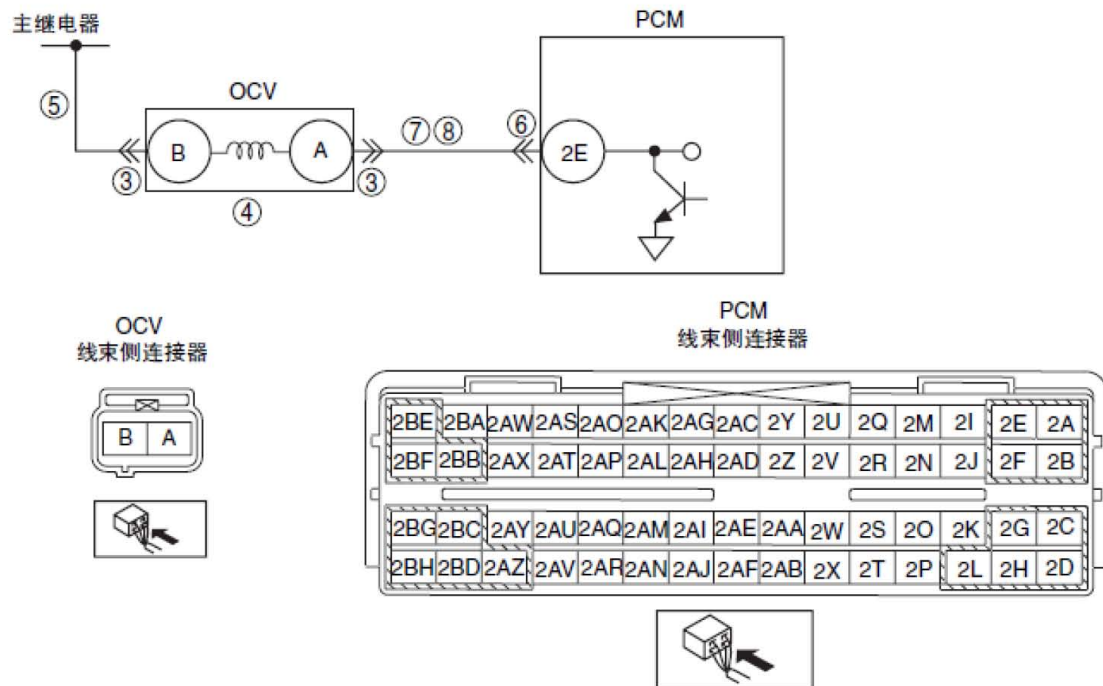 主继电器
PCM
⑤
OCV
⑦ ⑧
⑥
B
A
2E
③
③
④
OCV
线束侧连接器
B A
PCM
线束侧连接器
2BE 2BA 2AW 2AS 2AO 2AK 2AG 2AC 2Y 2U 2Q 2M 2I 2E 2A
2BF 2BB 2AX 2AT 2AP 2AL 2AH 2AD 2Z 2V 2R 2N 2J 2F 2B
2BG 2BC 2AY 2AU 2AQ 2AM 2AI 2AE 2AA 2W 2S 2O 2K 2G 2C
2BH 2BD 2AZ 2AV 2AR 2AN 2AJ 2AF 2AB 2X 2T 2P 2L 2H 2D